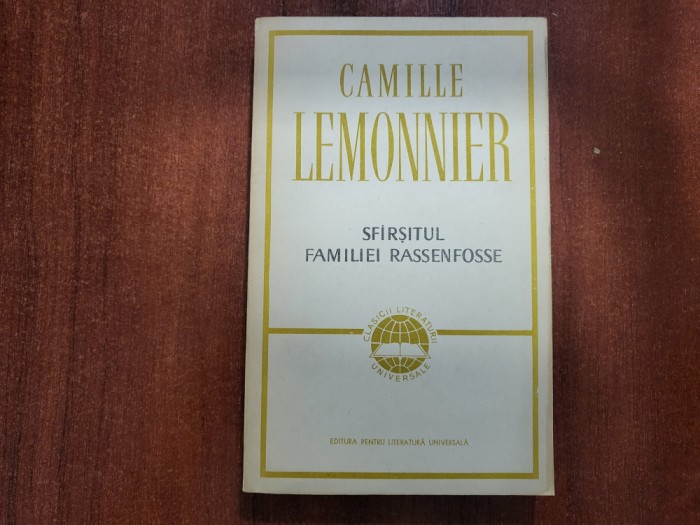 CAMILLE
LEMONNIER
SFÎRȘITUL
FAMILIEI RASSENFOSSE
CLASICII LITERATURII
UNIVERSALE
EDITURA PENTRU LITERATURĂ UNIVERSALĂ